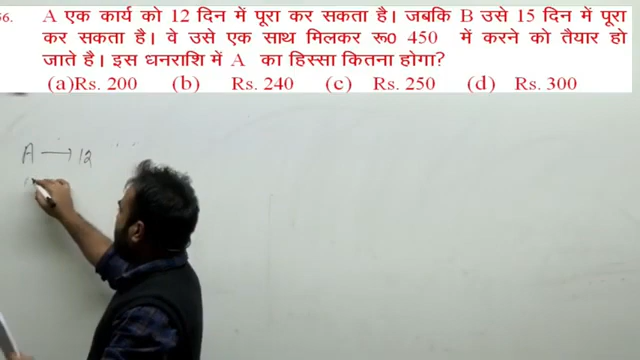 56. A एक कार्य को 12 दिन में पूरा कर सकता है। जबकि B उसे 15 दिन में पूरा
कर सकता है। वे उसे एक साथ मिलकर रू0 450 में करने को तैयार हो
जाते है। इस धनराशि में A का हिस्सा कितना होगा?
(a)Rs. 200 (b) Rs. 240 (c) Rs. 250 (d) Rs. 300
A → 12